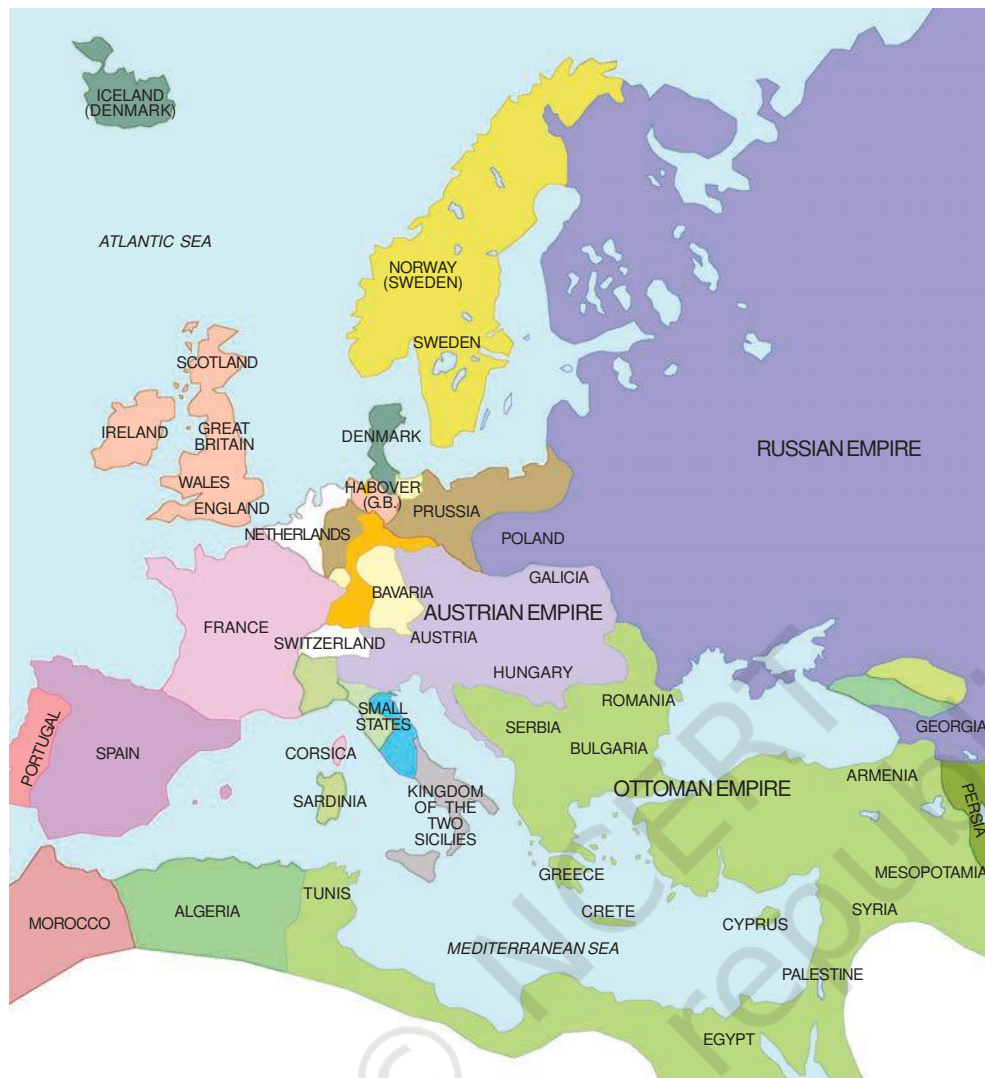 ICELAND
(DENMARK)
ATLANTIC SEA
NORWAY
(SWEDEN)
SWEDEN
SCOTLAND
IRELAND
GREAT
BRITAIN
WALES
ENGLAND
DENMARK
HABOVER
(G.B.)
PRUSSIA
NETHERLANDS
RUSSIAN EMPIRE
POLAND
GALICIA
BAVARIA
AUSTRIAN EMPIRE
AUSTRIA
FRANCE
SWITZERLAND
HUNGARY
ROMANIA
SMALL
STATES
SERBIA
BULGARIA
GEORGIA
PORTUGAL
SPAIN
CORSICA
SARDINIA
KINGDOM
OF THE
TWO
SICILIES
OTTOMAN EMPIRE
ARMENIA
PERSIA
GREECE
CRETE
CYPRUS
MESOPOTAMIA
SYRIA
TUNIS
ALGERIA
MOROCCO
MEDITERRANEAN SEA
PALESTINE
EGYPT
© NCERT
republi